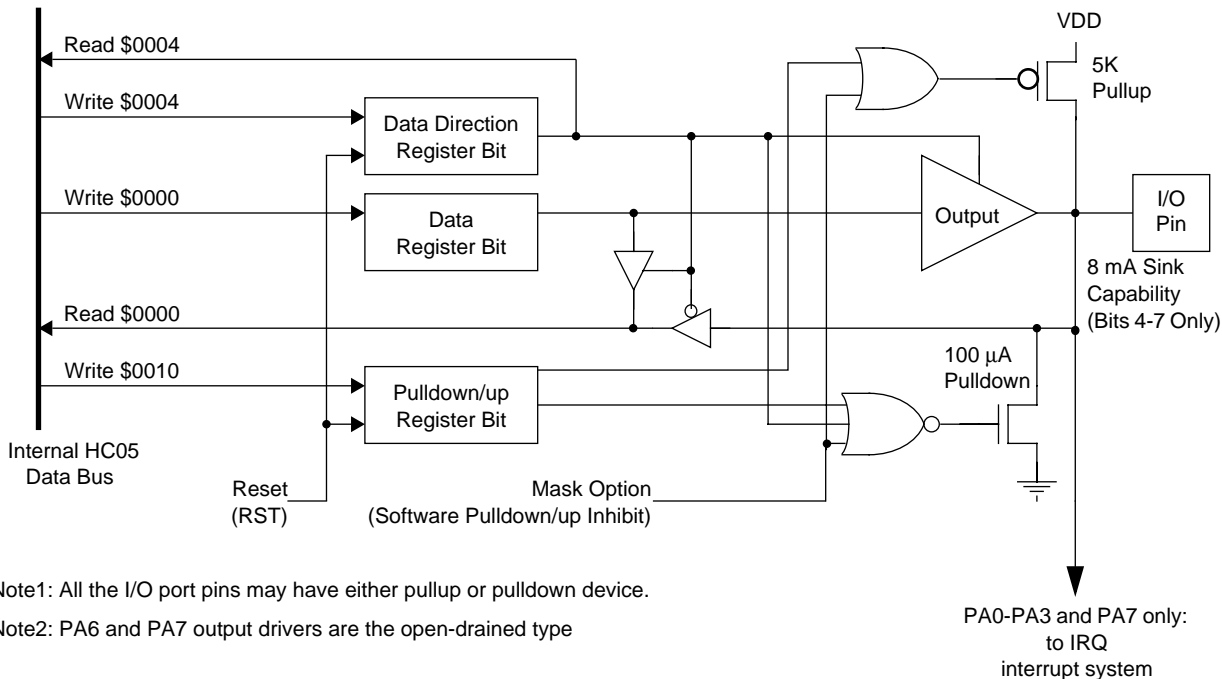 VDD
Read $0004
5K
Pullup
Write $0004
Data Direction
Register Bit
Write $0000
Data
Register Bit
Output
I/O
Pin
8 mA Sink
Capability
(Bits 4-7 Only)
Read $0000
100 μA
Pulldown
Write $0010
Pulldown/up
Register Bit
Internal HC05
Data Bus
Reset
(RST)
Mask Option
(Software Pulldown/up Inhibit)
Note1: All the I/O port pins may have either pullup or pulldown device.
Note2: PA6 and PA7 output drivers are the open-drained type
PA0-PA3 and PA7 only:
to IRQ
interrupt system